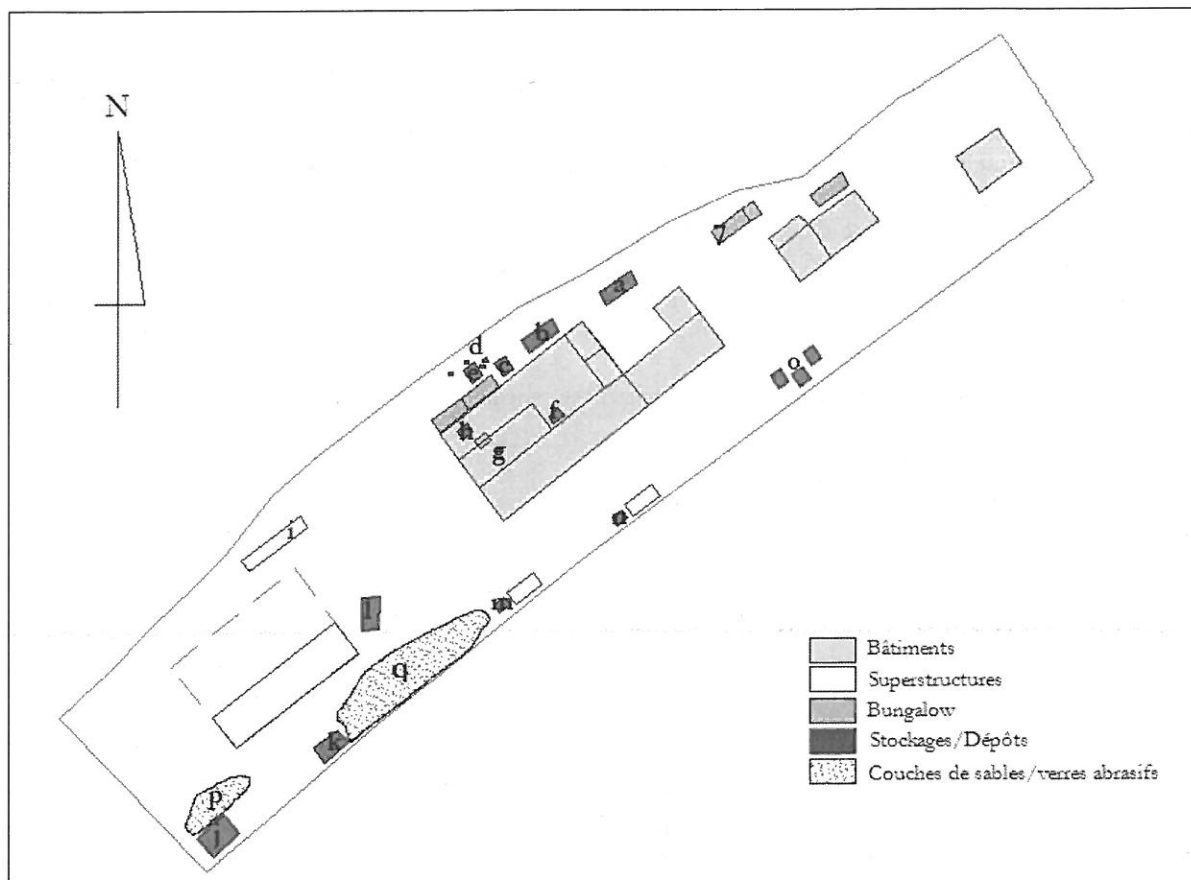 N
7
a
b
d
e
c
f
h
g
i
l
m
q
k
p
j
o
Bâtiments
Superstructures
Bungalow
Stockages/Dépôts
Couches de sables/verres abrasifs